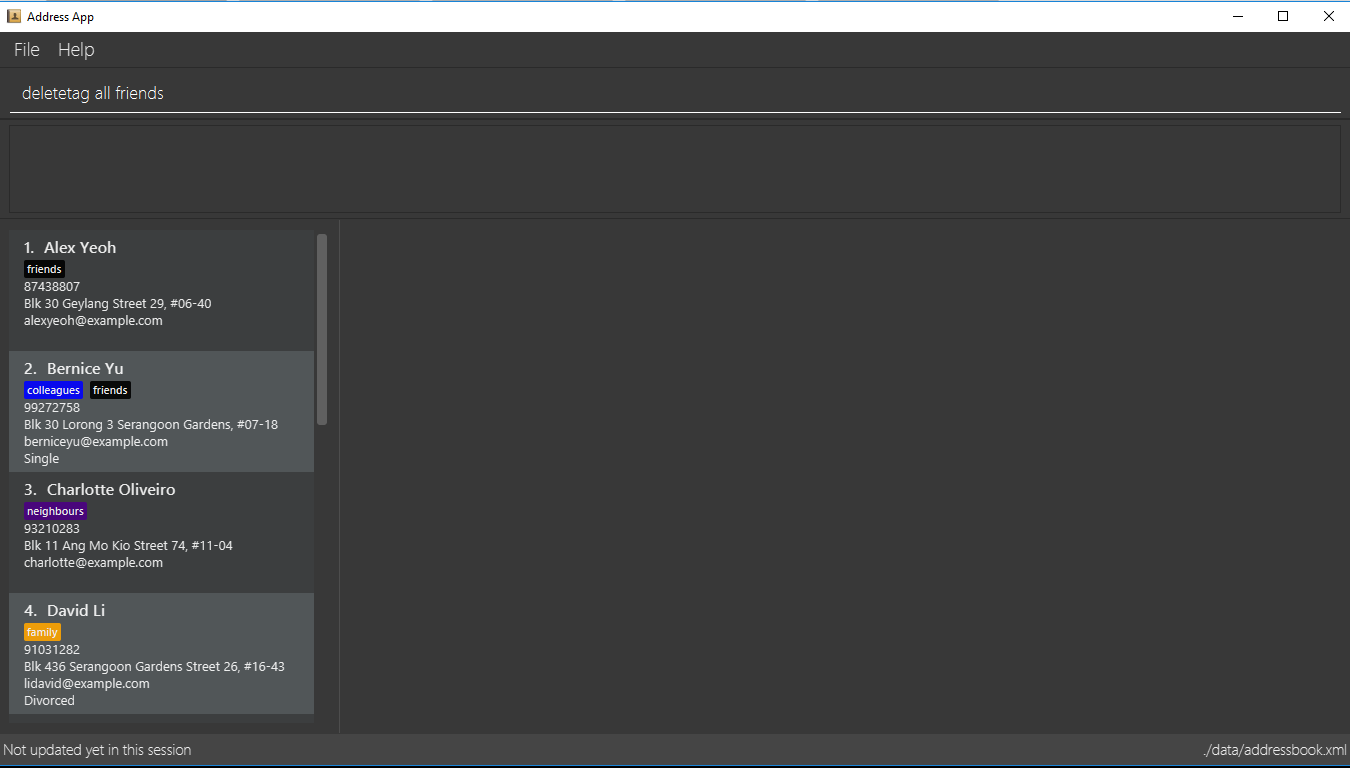 Address App
File Help
deletetag all friends
1. Alex Yeoh
friends
87438807
Blk 30 Geylang Street 29, #06-40
alexyeoh@example.com
2. Bernice Yu
colleagues friends
99272758
Blk 30 Lorong 3 Serangoon Gardens, #07-18
berniceyu@example.com
Single
3. Charlotte Oliveiro
neighbours
93210283
Blk 11 Ang Mo Kio Street 74, #11-04
charlotte@example.com
4. David Li
family
91031282
Blk 436 Serangoon Gardens Street 26, #16-43
lidavid@example.com
Divorced
Not updated yet in this session ./data/addressbook.xml